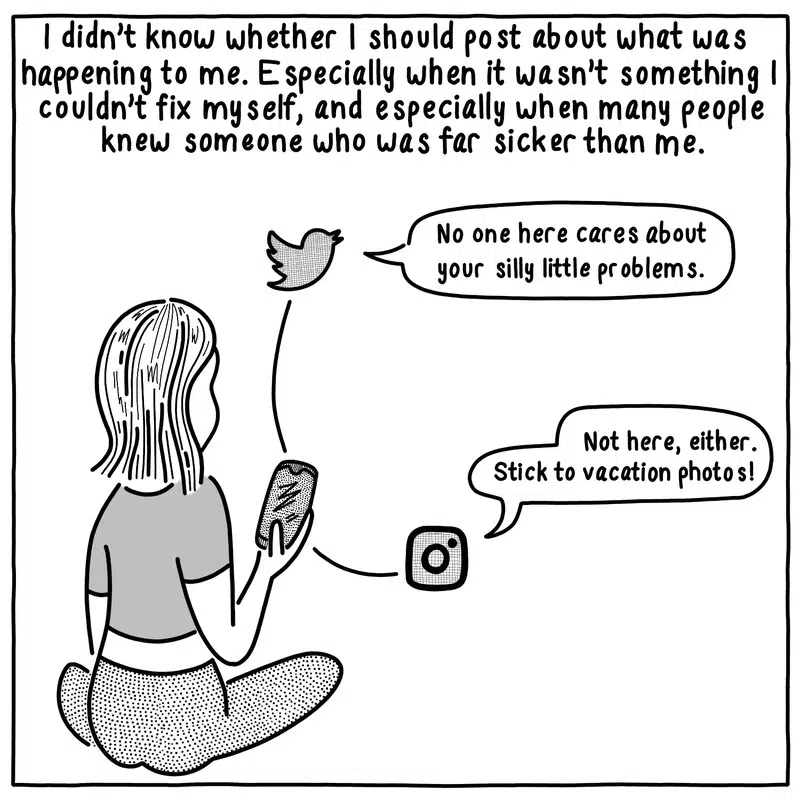 I didn't know whether I should post about what was
happening to me. Especially when it wasn't something I
couldn't fix myself, and especially when many people
knew someone who was far sicker than me.
No one here cares about
your silly little problems.
Not here, either.
Stick to vacation photos!